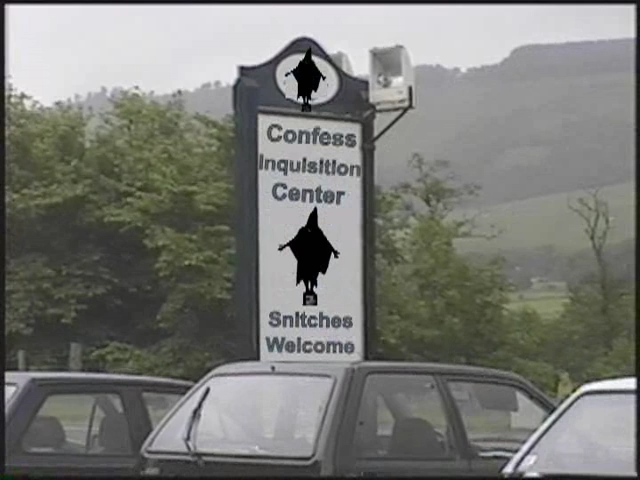 Confess
Inquisition
Center
Snitches
Welcome